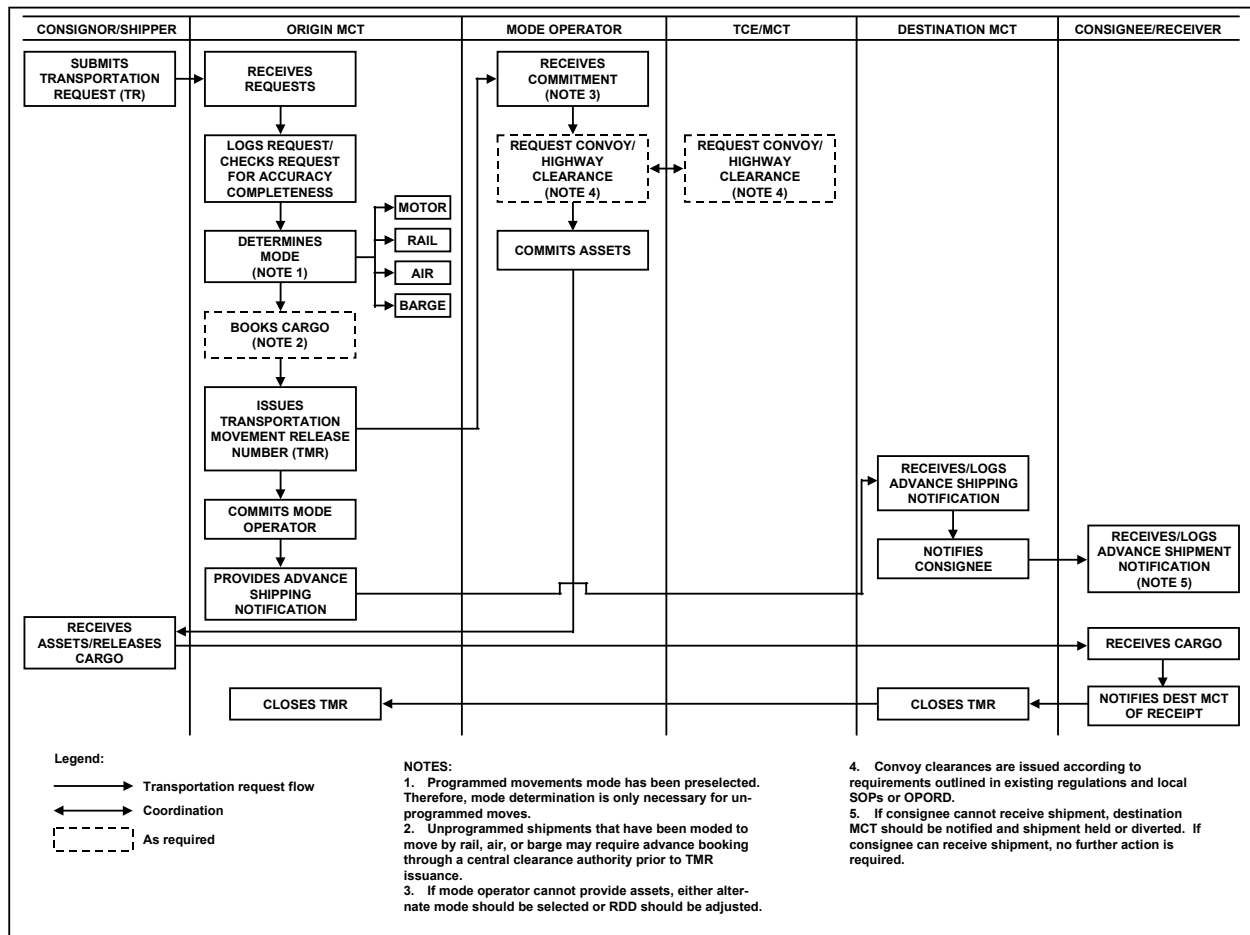 CONSIGNOR/SHIPPER
ORIGIN MCT
MODE OPERATOR
TCE/MCT
DESTINATION MCT
CONSIGNEE/RECEIVER
SUBMITS
TRANSPORTATION
REQUEST (TR)
RECEIVES
REQUESTS
LOGS REQUEST/
CHECKS REQUEST
FOR ACCURACY
COMPLETENESS
DETERMINES
MODE
(NOTE 1)
MOTOR
RAIL
AIR
BARGE
BOOKS CARGO
(NOTE 2)
ISSUES
TRANSPORTATION
MOVEMENT RELEASE
NUMBER (TMR)
COMMITS MODE
OPERATOR
PROVIDES ADVANCE
SHIPPING
NOTIFICATION
RECEIVES
COMMITMENT
(NOTE 3)
REQUEST CONVOY/
HIGHWAY
CLEARANCE
(NOTE 4)
REQUEST CONVOY/
HIGHWAY
CLEARANCE
(NOTE 4)
COMMITS ASSETS
RECEIVES/LOGS
ADVANCE SHIPPING
NOTIFICATION
NOTIFIES
CONSIGNEE
RECEIVES/LOGS
ADVANCE SHIPMENT
NOTIFICATION
(NOTE 5)
RECEIVES
ASSETS/RELEASES
CARGO
RECEIVES CARGO
NOTIFIES DEST MCT
OF RECEIPT
CLOSES TMR
CLOSES TMR
Legend:
Transportation request flow
Coordination
As required
NOTES:
1. Programmed movements mode has been preselected.
Therefore, mode determination is only necessary for un-
programmed moves.
2. Unprogrammed shipments that have been moded to
move by rail, air, or barge may require advance booking
through a central clearance authority prior to TMR
issuance.
3. If mode operator cannot provide assets, either alter-
nate mode should be selected or RDD should be adjusted.
4. Convoy clearances are issued according to
requirements outlined in existing regulations and local
SOPs or OPORD.
5. If consignee cannot receive shipment, destination
MCT should be notified and shipment held or diverted. If
consignee can receive shipment, no further action is
required.